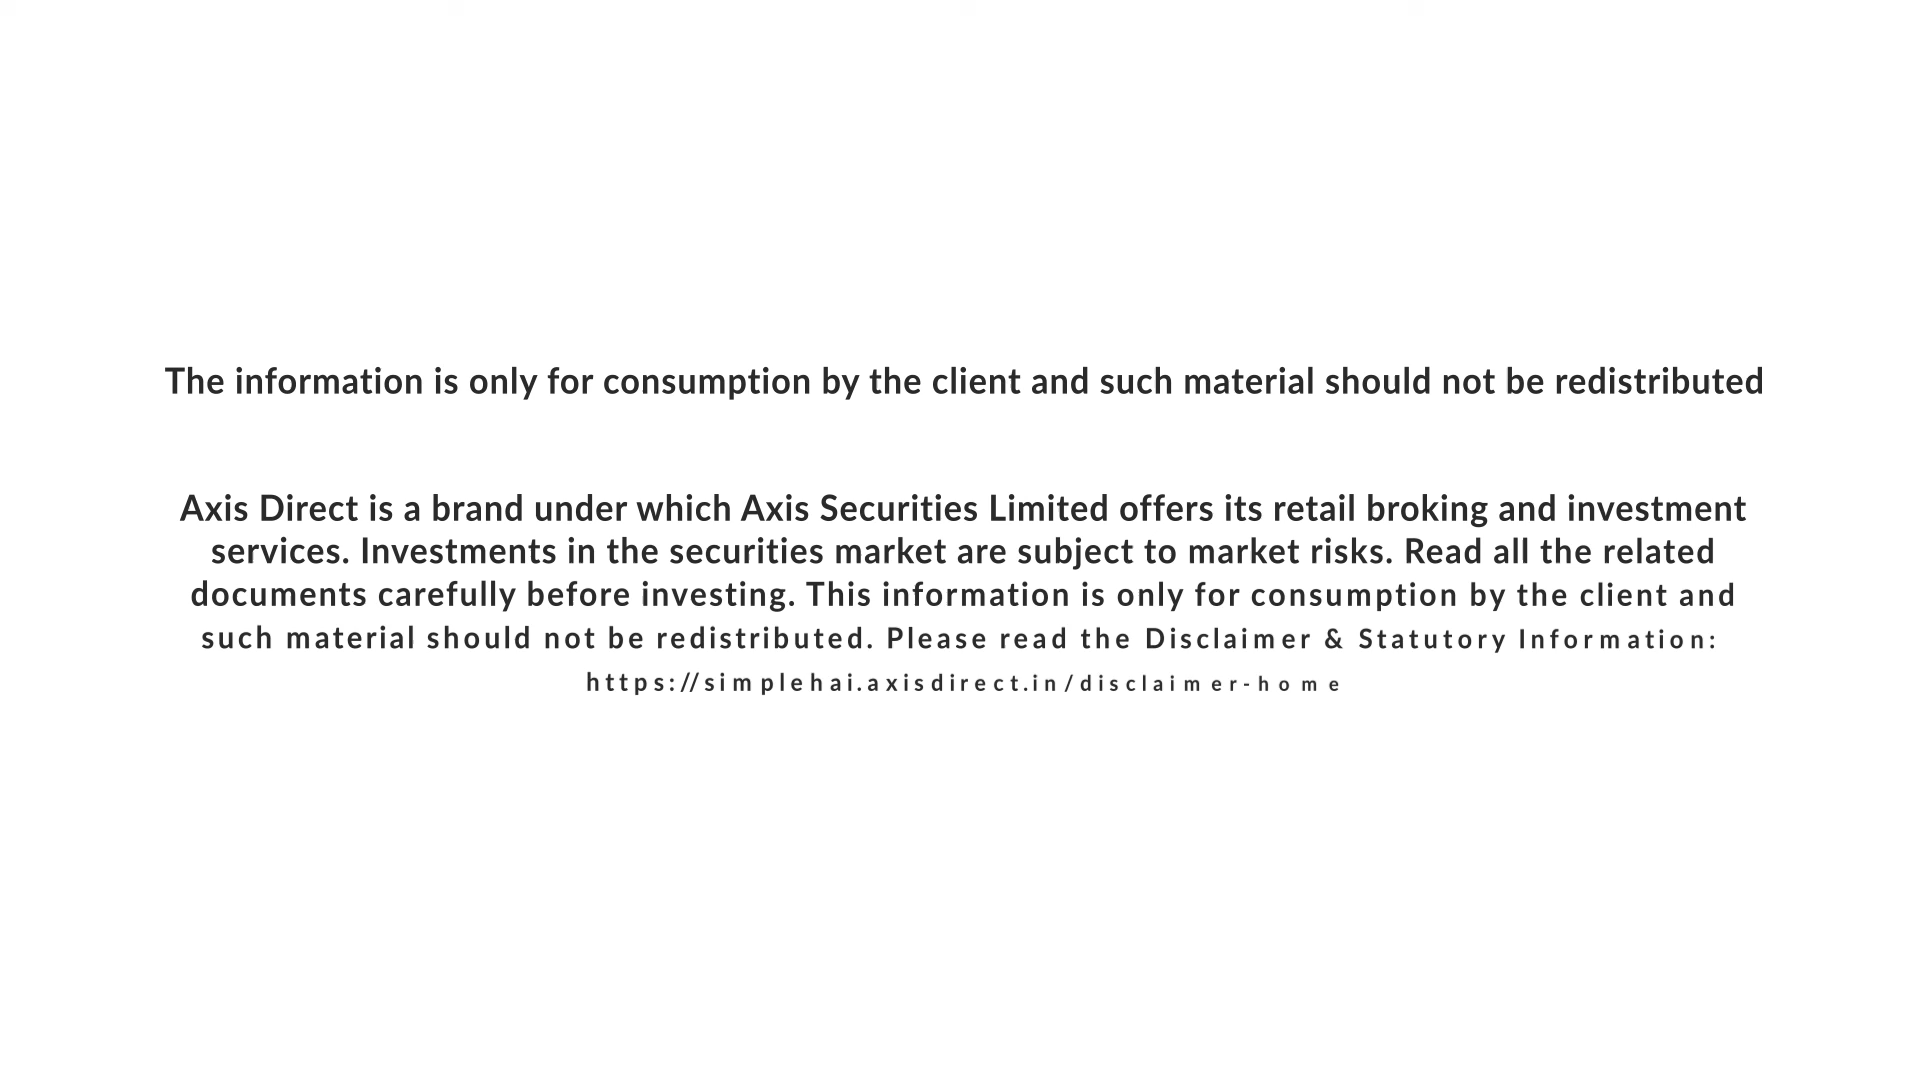 The information is only for consumption by the client and such material should not be redistributed
Axis Direct is a brand under which Axis Securities Limited offers its retail broking and investment
services. Investments in the securities market are subject to market risks. Read all the related
documents carefully before investing. This information is only for consumption by the client and
such material should not be redistributed. Please read the Disclaimer & Statutory Information:
https://simplehai.axisdirect.in/disclaimer-home